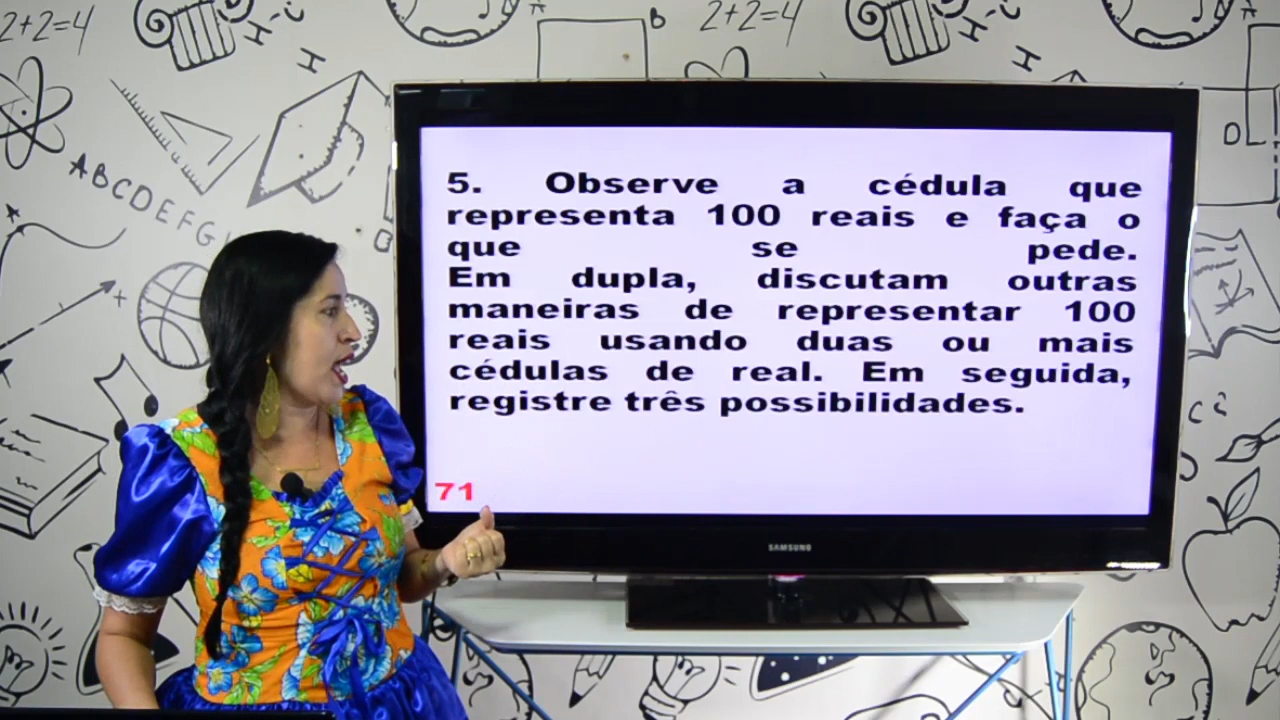 2+2=4
2+2=4
B
ABCDEFG
5. Observe a cédula que
representa 100 reais e faça o
que se pede.
Em dupla, discutam outras
maneiras de representar 100
reais usando duas ou mais
cédulas de real. Em seguida,
registre três possibilidades.
71
SAMSUNG